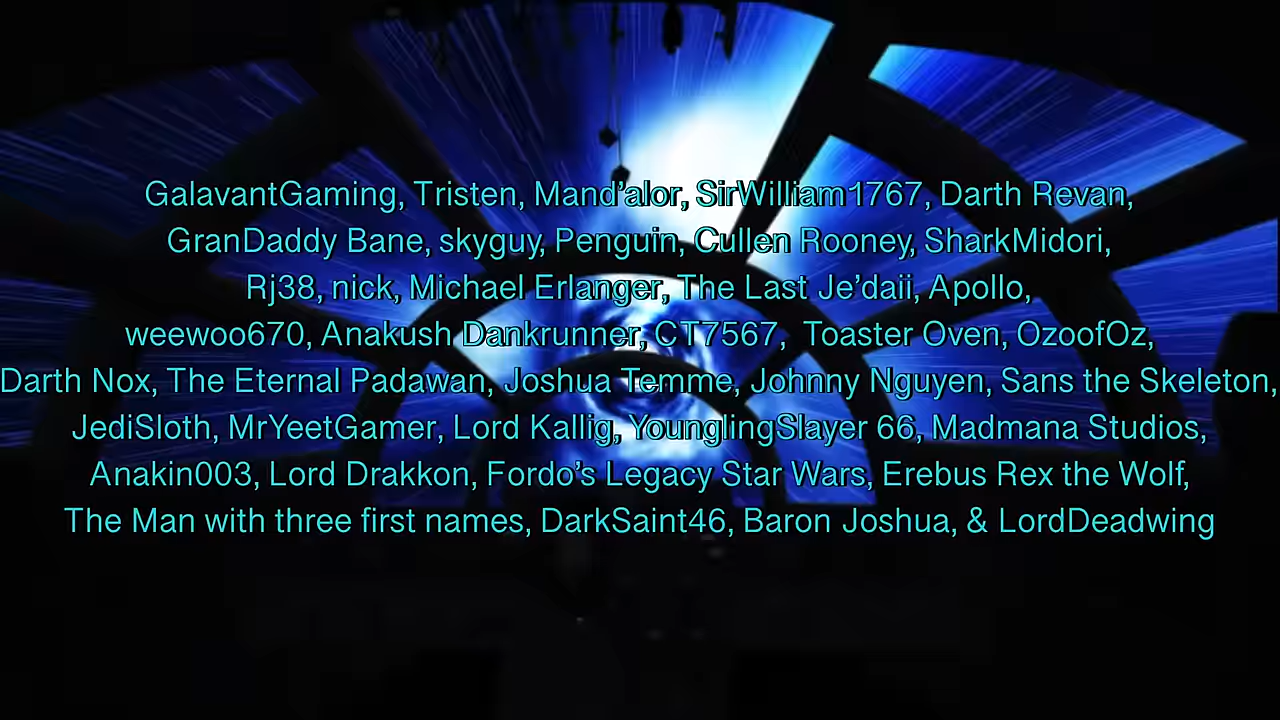 GalavantGaming, Tristen, Mand’alor, SirWilliam1767, Darth Revan,
GranDaddy Bane, skyguy, Penguin, Cullen Rooney, SharkMidori,
Rj38, nick, Michael Erlanger, The Last Je’daii, Apollo,
weewoo670, Anakush Dankrunner, CT7567, Toaster Oven, OzoofOz,
Darth Nox, The Eternal Padawan, Joshua Temme, Johnny Nguyen, Sans the Skeleton,
JediSloth, MrYeetGamer, Lord Kallig, YounglingSlayer 66, Madmana Studios,
Anakin003, Lord Drakkon, Fordo’s Legacy Star Wars, Erebus Rex the Wolf,
The Man with three first names, DarkSaint46, Baron Joshua, & LordDeadwing